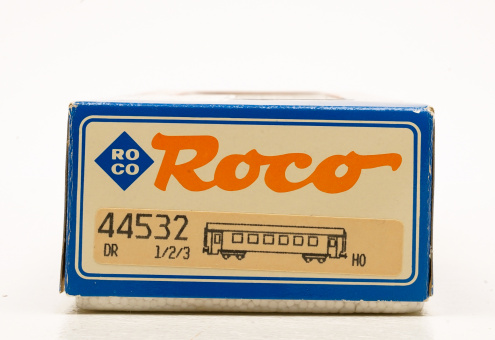 RO
CO
Roco
44532
DR 1/2/3 HO